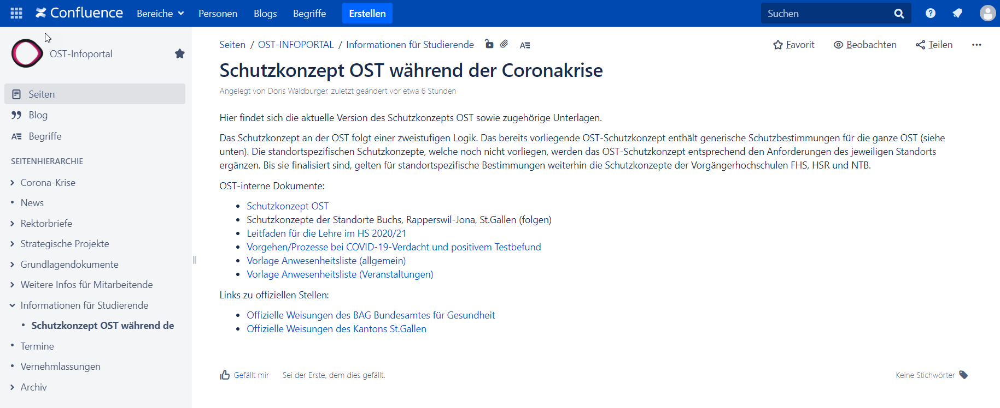 Confluence Bereiche Personen Blogs Begriffe Erstellen Suchen
OST-Infoportal
Seiten
Blog
Begriffe
SEITENHIERARCHIE
Corona-Krise
News
Rektorbriefe
Strategische Projekte
Grundlagendokumente
Weitere Infos für Mitarbeitende
Informationen für Studierende
Schutzkonzept OST während de
Termine
Vernehmlassungen
Archiv
Seiten / OST-INFOPORTAL / Informationen für Studierende
Favorit Beobachten Teilen
Schutzkonzept OST während der Coronakrise
Angelegt von Doris Waldburger, zuletzt geändert vor etwa 6 Stunden
Hier findet sich die aktuelle Version des Schutzkonzepts OST sowie zugehörige Unterlagen.
Das Schutzkonzept an der OST folgt einer zweistufigen Logik. Das bereits vorliegende OST-Schutzkonzept enthält generische Schutzbestimmungen für die ganze OST (siehe
unten). Die standortspezifischen Schutzkonzepte, welche noch nicht vorliegen, werden das OST-Schutzkonzept entsprechend den Anforderungen des jeweiligen Standorts
ergänzen. Bis sie finalisiert sind, gelten für standortspezifische Bestimmungen weiterhin die Schutzkonzepte der Vorgängerhochschulen FHS, HSR und NTB.
OST-interne Dokumente:
• Schutzkonzept OST
• Schutzkonzepte der Standorte Buchs, Rapperswil-Jona, St.Gallen (folgen)
• Leitfaden für die Lehre im HS 2020/21
• Vorgehen/Prozesse bei COVID-19-Verdacht und positivem Testbefund
• Vorlage Anwesenheitsliste (allgemein)
• Vorlage Anwesenheitsliste (Veranstaltungen)
Links zu offiziellen Stellen:
• Offizielle Weisungen des BAG Bundesamtes für Gesundheit
• Offizielle Weisungen des Kantons St.Gallen
Gefällt mir Sei der Erste, dem dies gefällt.
Keine Stichwörter